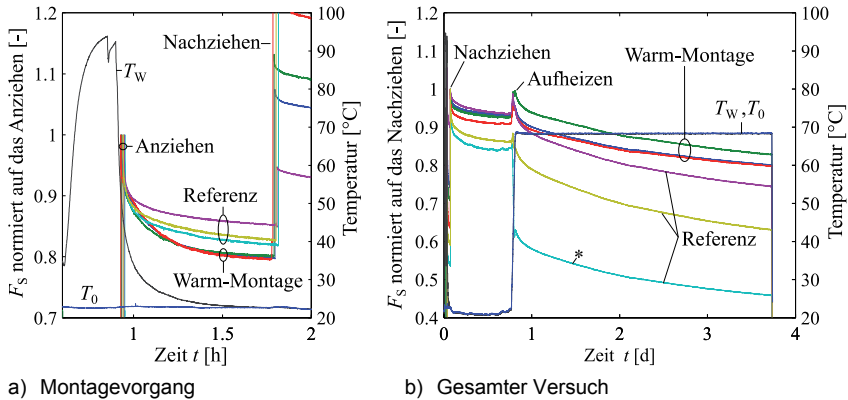 F_S normiert auf das Anziehen [-]
1.2
1.1
1
0.9
0.8
0.7
T_W
Nachziehen
Anziehen
Referenz
Warm-Montage
T_0
100
90
80
70
60
50
40
30
20
Temperatur [°C]
1
1.5
2
Zeit t [h]
a) Montagevorgang
F_S normiert auf das Nachziehen [-]
1.2
1.1
1
0.9
0.8
0.7
0.6
0.5
0.4
Nachziehen
Aufheizen
Warm-Montage
T_W,T_0
Referenz
*
100
90
80
70
60
50
40
30
20
Temperatur [°C]
0
1
2
3
4
Zeit t [d]
b) Gesamter Versuch